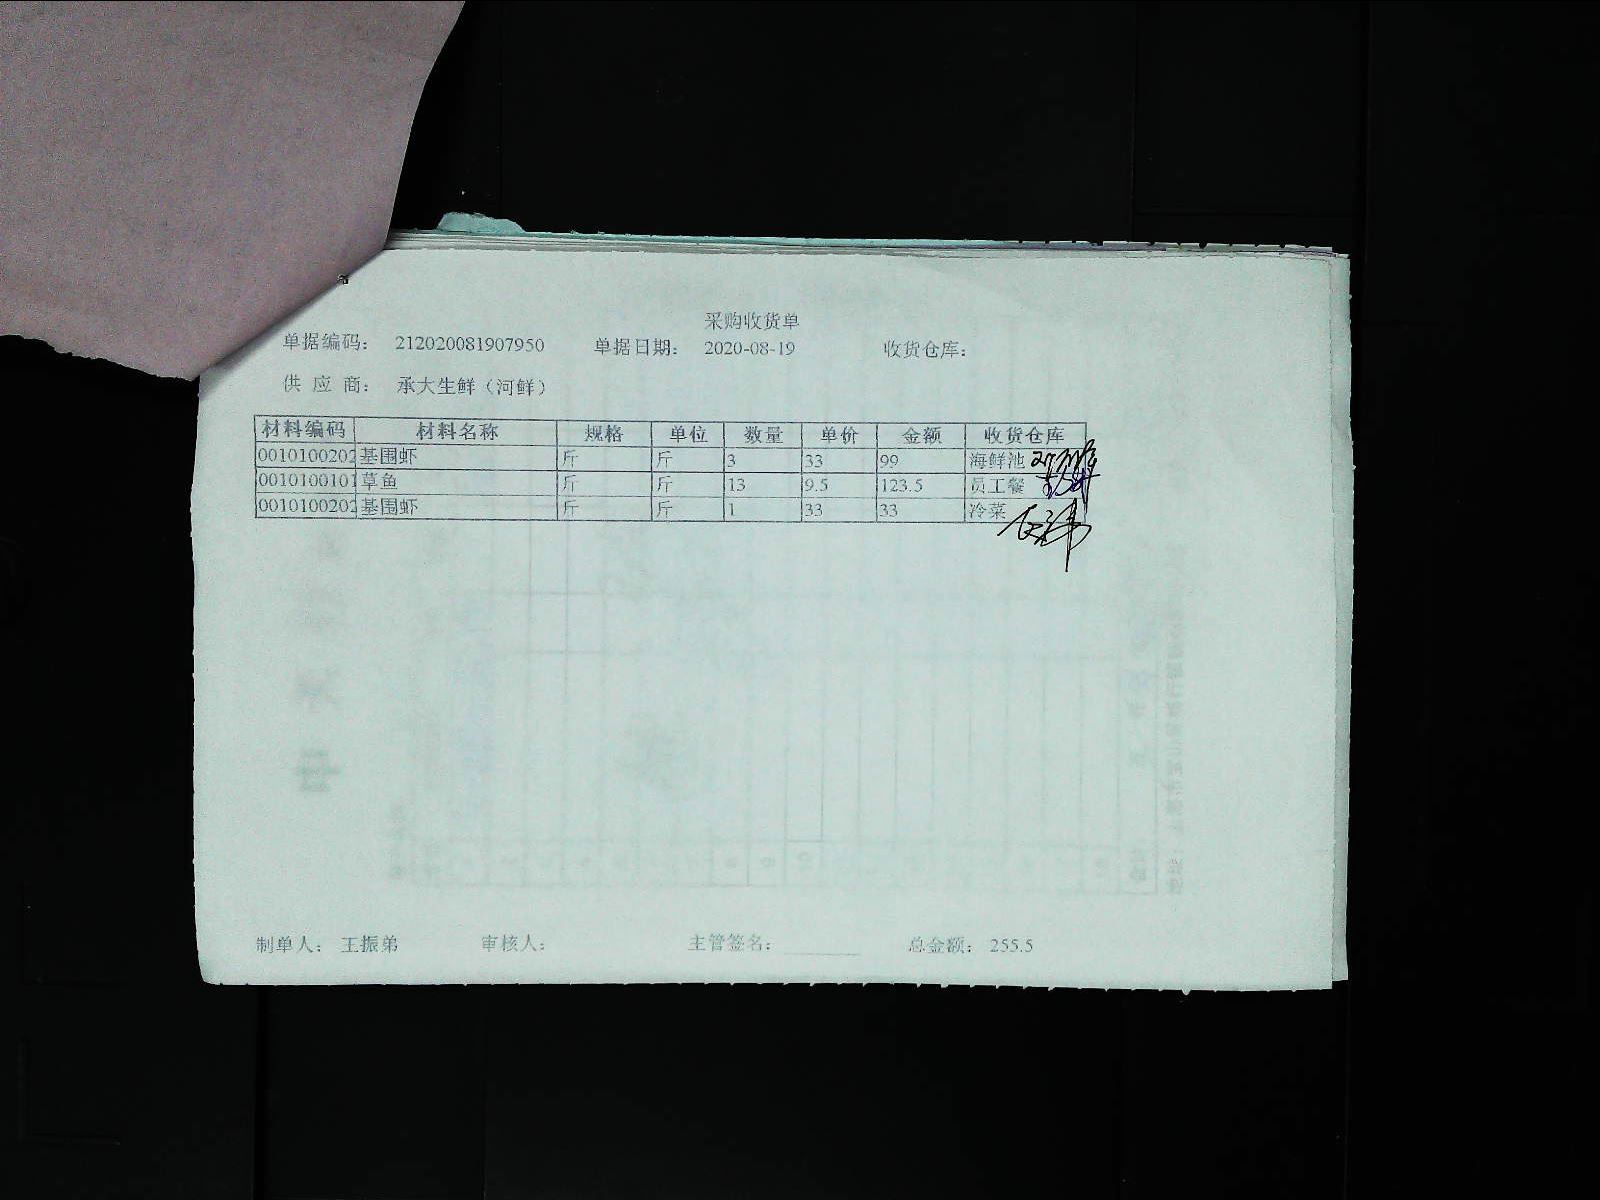 采购收货单
单据编码： 212020081907950 单据日期： 2020-08-19 收货仓库：
供 应 商： 承大生鲜（河鲜）
材料编码 材料名称 规格 单位 数量 单价 金额 收货仓库
0010100202 基围虾 斤 斤 3 33 99 海鲜池
0010100101 草鱼 斤 斤 13 9.5 123.5 员工餐
0010100202 基围虾 斤 斤 1 33 33 冷菜
制单人： 王振弟 审核人： 主管签名： 总金额： 255.5